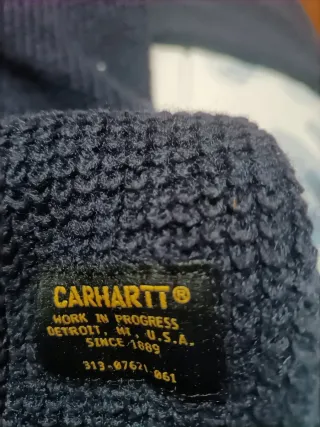 CARHARTT®
WORK IN PROGRESS
DETROIT, MI, U.S.A.
SINCE 1889
313-07621 061